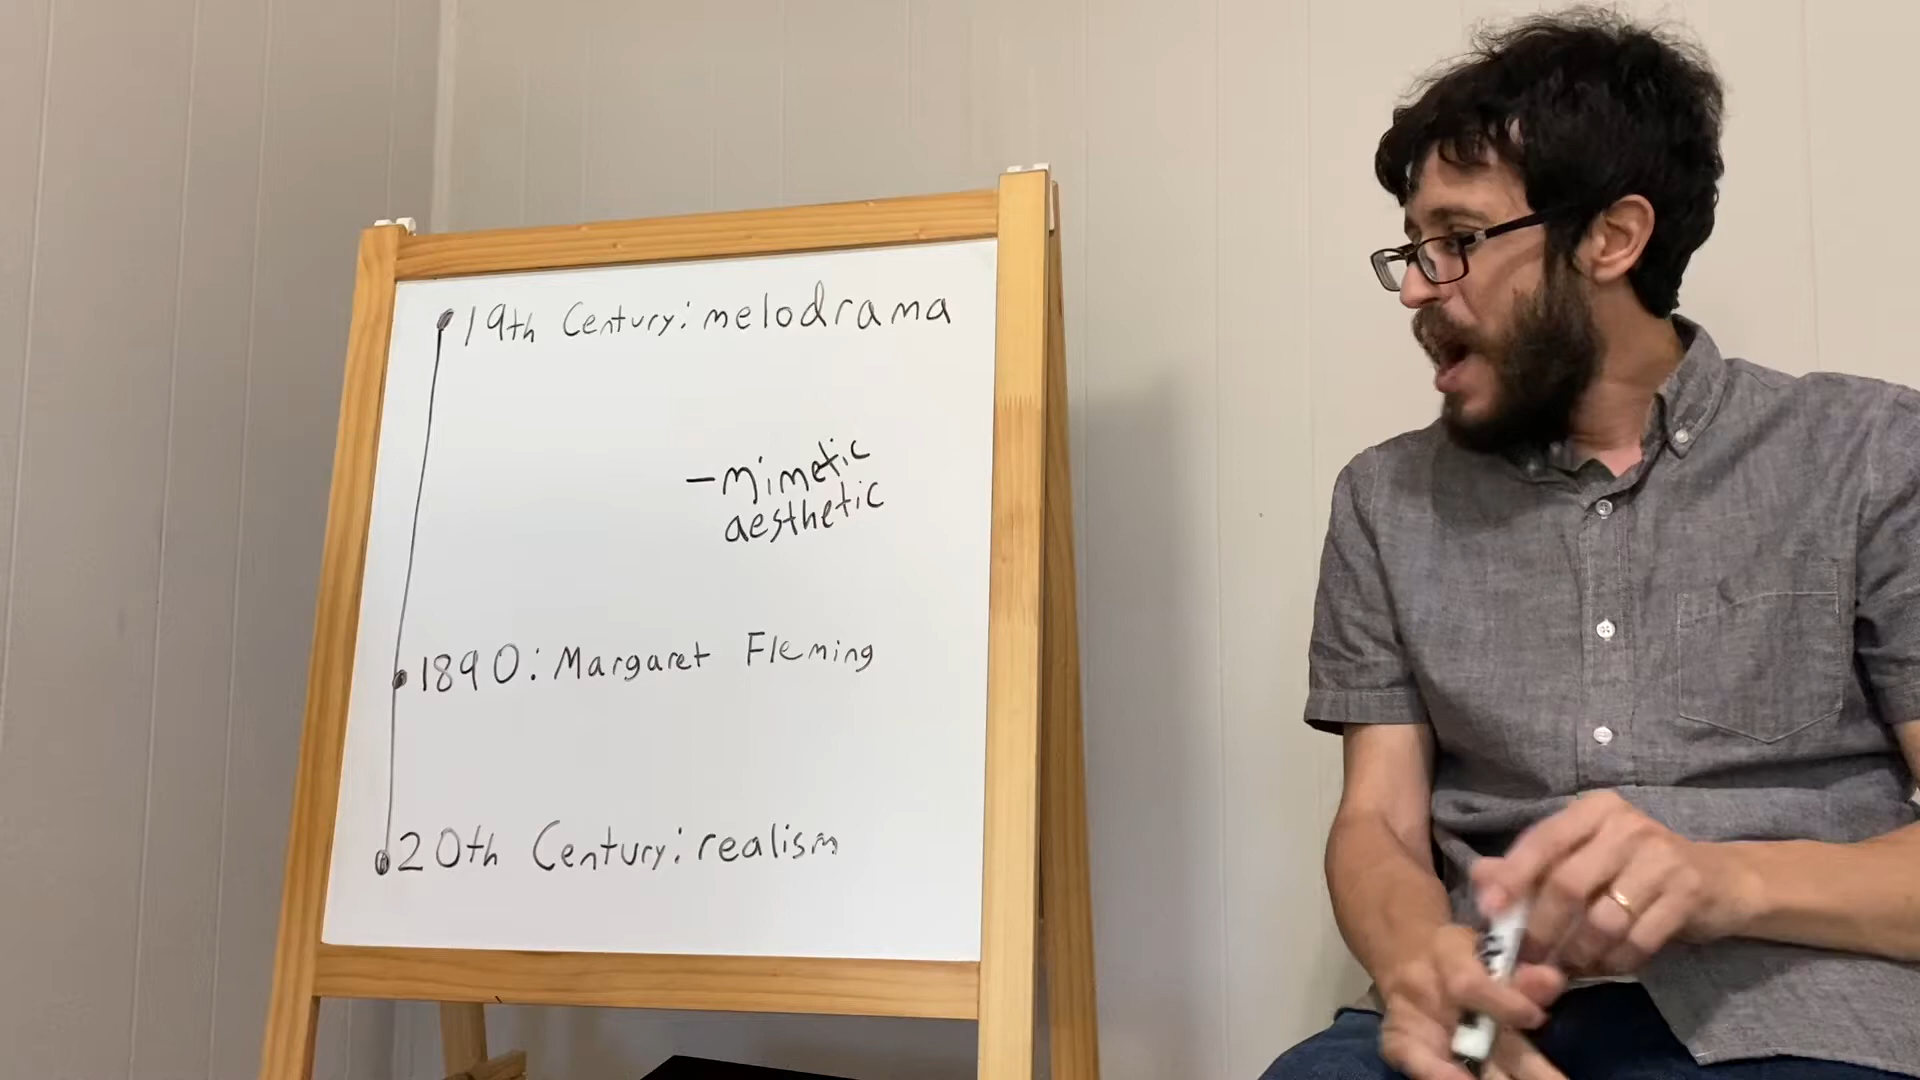 19th Century: melodrama
- mimetic
aesthetic
1890: Margaret Fleming
20th Century: realism